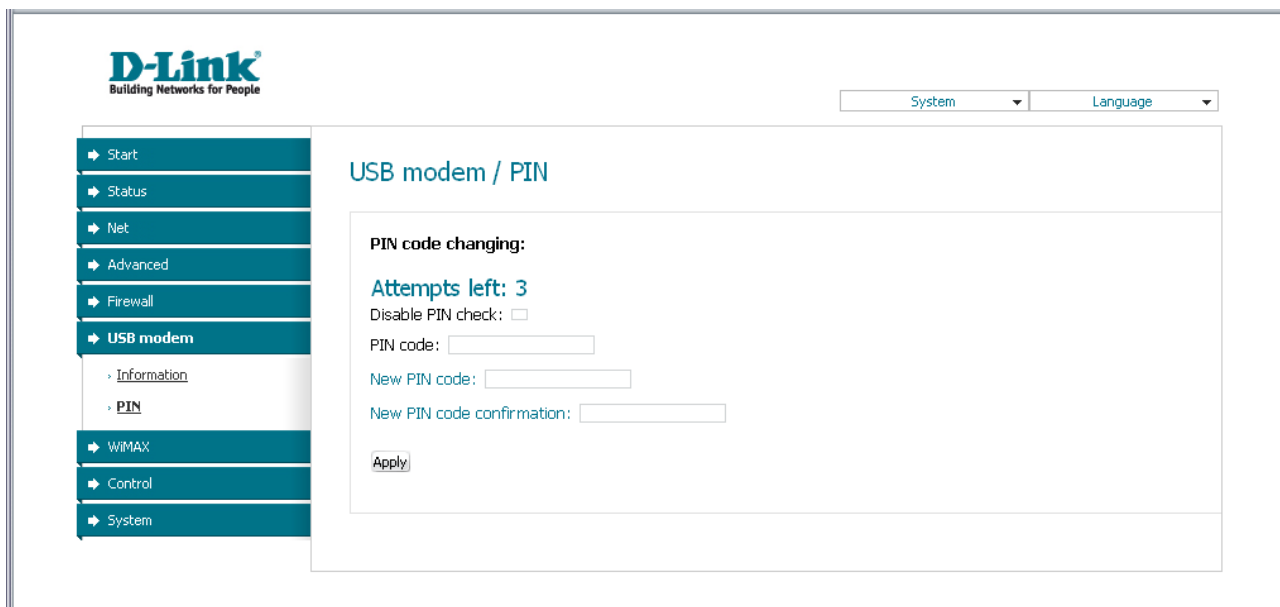 D-Link®
Building Networks for People
System
Language
Start
Status
Net
Advanced
Firewall
USB modem
Information
PIN
WiMAX
Control
System
USB modem / PIN
PIN code changing:
Attempts left: 3
Disable PIN check:
PIN code:
New PIN code:
New PIN code confirmation:
Apply